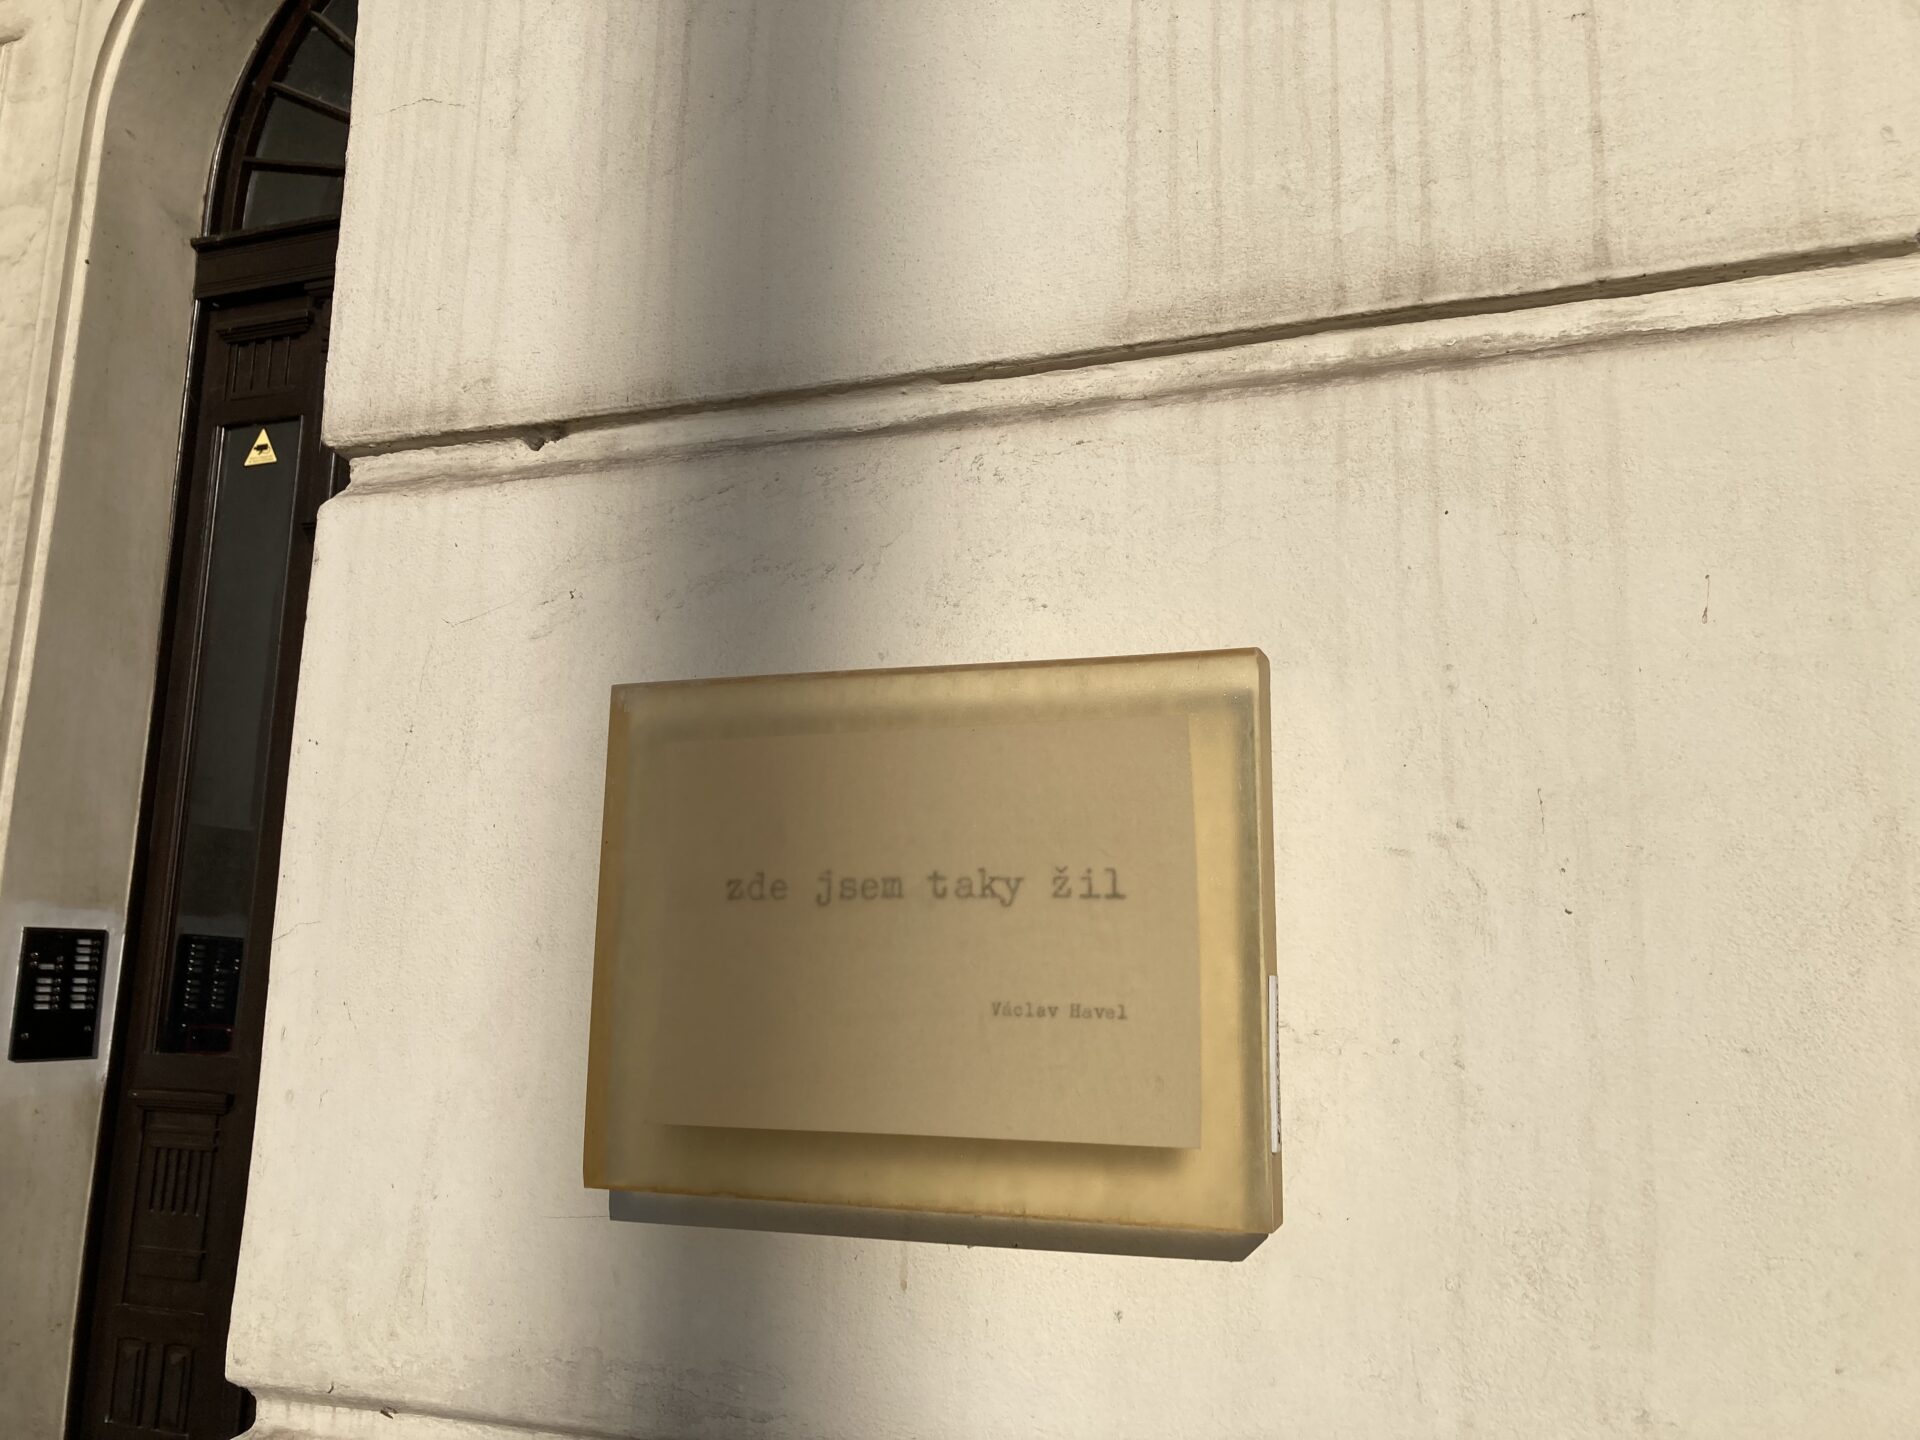 zde jsem taky žil
Václav Havel